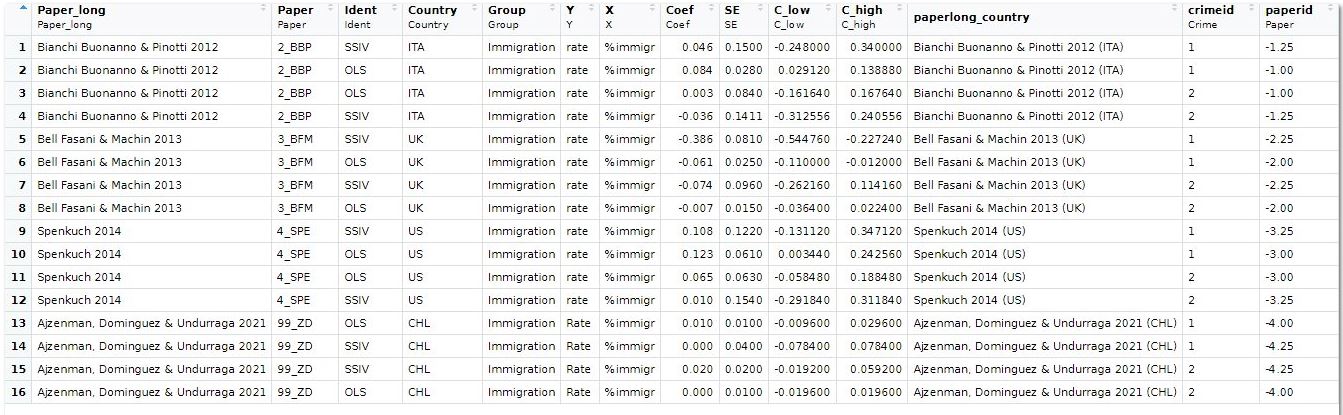 Paper_long Paper Ident Country Group Y X Coef SE C_low C_high paperlong_country crimeid paperid
Paper_long Paper Ident Country Group Y X Coef SE C_low C_high Crime Paper
1 Bianchi Buonanno & Pinotti 2012 2_BBP SSIV ITA Immigration rate %immigr 0.046 0.1500 -0.248000 0.340000 Bianchi Buonanno & Pinotti 2012 (ITA) 1 -1.25
2 Bianchi Buonanno & Pinotti 2012 2_BBP OLS ITA Immigration rate %immigr 0.084 0.0280 0.029120 0.138880 Bianchi Buonanno & Pinotti 2012 (ITA) 1 -1.00
3 Bianchi Buonanno & Pinotti 2012 2_BBP OLS ITA Immigration rate %immigr 0.003 0.0840 -0.161640 0.167640 Bianchi Buonanno & Pinotti 2012 (ITA) 2 -1.00
4 Bianchi Buonanno & Pinotti 2012 2_BBP SSIV ITA Immigration rate %immigr -0.036 0.1411 -0.312556 0.240556 Bianchi Buonanno & Pinotti 2012 (ITA) 2 -1.25
5 Bell Fasani & Machin 2013 3_BFM SSIV UK Immigration rate %immigr -0.386 0.0810 -0.544760 -0.227240 Bell Fasani & Machin 2013 (UK) 1 -2.25
6 Bell Fasani & Machin 2013 3_BFM OLS UK Immigration rate %immigr -0.061 0.0250 -0.110000 -0.012000 Bell Fasani & Machin 2013 (UK) 1 -2.00
7 Bell Fasani & Machin 2013 3_BFM SSIV UK Immigration rate %immigr -0.074 0.0960 -0.262160 0.114160 Bell Fasani & Machin 2013 (UK) 2 -2.25
8 Bell Fasani & Machin 2013 3_BFM OLS UK Immigration rate %immigr -0.007 0.0150 -0.036400 0.022400 Bell Fasani & Machin 2013 (UK) 2 -2.00
9 Spenkuch 2014 4_SPE SSIV US Immigration rate %immigr 0.108 0.1220 -0.131120 0.347120 Spenkuch 2014 (US) 1 -3.25
10 Spenkuch 2014 4_SPE OLS US Immigration rate %immigr 0.123 0.0610 0.003440 0.242560 Spenkuch 2014 (US) 1 -3.00
11 Spenkuch 2014 4_SPE OLS US Immigration rate %immigr 0.065 0.0630 -0.058480 0.188480 Spenkuch 2014 (US) 2 -3.00
12 Spenkuch 2014 4_SPE SSIV US Immigration rate %immigr 0.010 0.1540 -0.291840 0.311840 Spenkuch 2014 (US) 2 -3.25
13 Ajzenman, Dominguez & Undurraga 2021 99_ZD OLS CHL Immigration Rate %immigr 0.010 0.0100 -0.009600 0.029600 Ajzenman, Dominguez & Undurraga 2021 (CHL) 1 -4.00
14 Ajzenman, Dominguez & Undurraga 2021 99_ZD SSIV CHL Immigration Rate %immigr 0.000 0.0400 -0.078400 0.078400 Ajzenman, Dominguez & Undurraga 2021 (CHL) 1 -4.25
15 Ajzenman, Dominguez & Undurraga 2021 99_ZD SSIV CHL Immigration Rate %immigr 0.020 0.0200 -0.019200 0.059200 Ajzenman, Dominguez & Undurraga 2021 (CHL) 2 -4.25
16 Ajzenman, Dominguez & Undurraga 2021 99_ZD OLS CHL Immigration Rate %immigr 0.000 0.0100 -0.019600 0.019600 Ajzenman, Dominguez & Undurraga 2021 (CHL) 2 -4.00